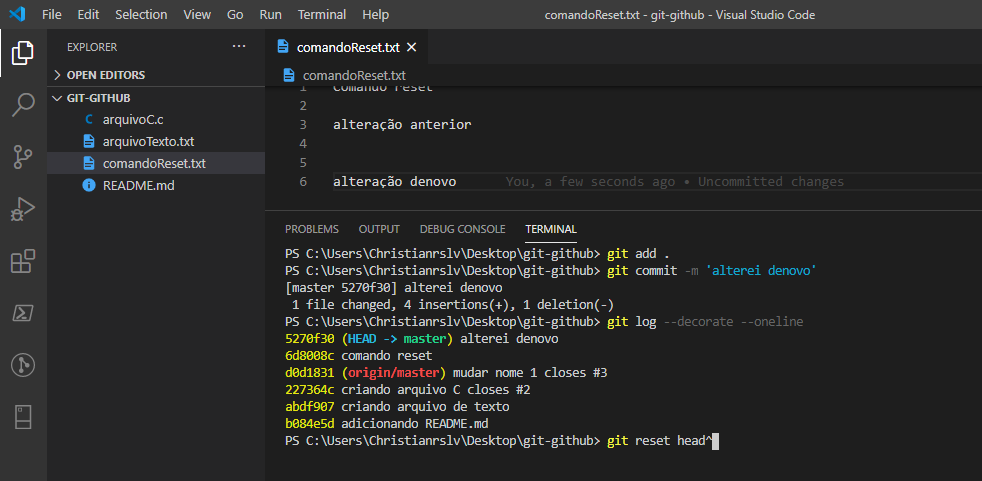 File Edit Selection View Go Run Terminal Help comandoReset.txt - git-github - Visual Studio Code
EXPLORER ...
OPEN EDITORS
GIT-GITHUB
C arquivoC.c
arquivoTexto.txt
comandoReset.txt
README.md
comandoReset.txt
comandoReset.txt
1 Comando reset
2
3 alteração anterior
4
5
6 alteração denovo You, a few seconds ago • Uncommitted changes
PROBLEMS OUTPUT DEBUG CONSOLE TERMINAL
PS C:\Users\Christianrslv\Desktop\git-github> git add .
PS C:\Users\Christianrslv\Desktop\git-github> git commit -m 'alterei denovo'
[master 5270f30] alterei denovo
1 file changed, 4 insertions(+), 1 deletion(-)
PS C:\Users\Christianrslv\Desktop\git-github> git log --decorate --oneline
5270f30 (HEAD -> master) alterei denovo
6d8008c comando reset
d0d1831 (origin/master) mudar nome 1 closes #3
227364c criando arquivo C closes #2
abdf907 criando arquivo de texto
b084e5d adicionando README.md
PS C:\Users\Christianrslv\Desktop\git-github> git reset head^